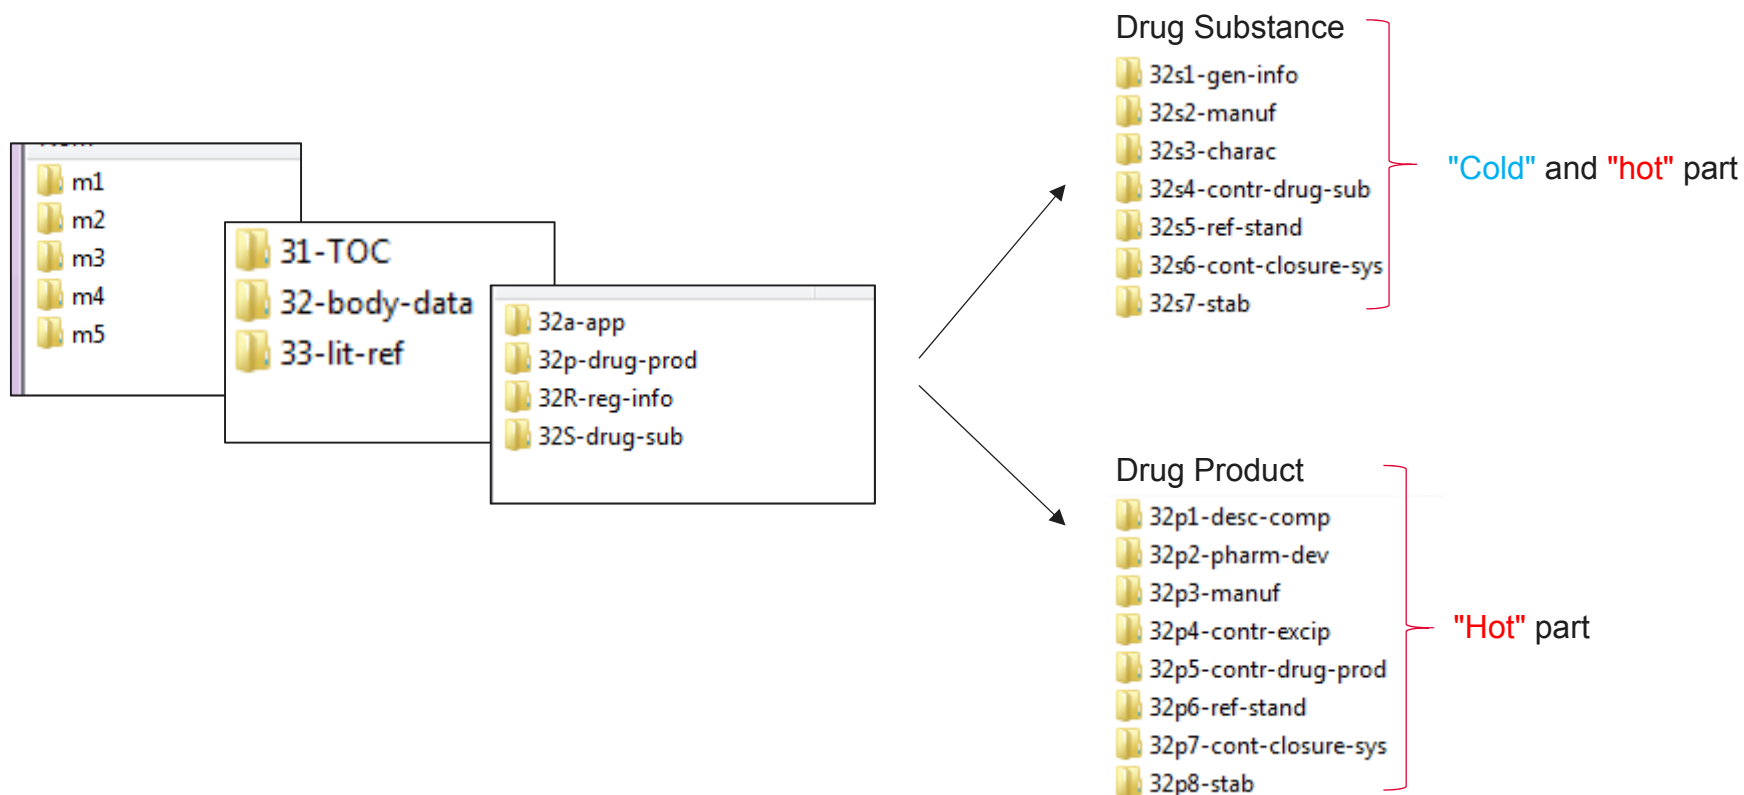 m1
m2
m3
m4
m5
31-TOC
32-body-data
33-lit-ref
32a-app
32p-drug-prod
32R-reg-info
32S-drug-sub
Drug Substance
32s1-gen-info
32s2-manuf
32s3-charac
32s4-contr-drug-sub
32s5-ref-stand
32s6-cont-closure-sys
32s7-stab
"Cold" and "hot" part
Drug Product
32p1-desc-comp
32p2-pharm-dev
32p3-manuf
32p4-contr-excip
32p5-contr-drug-prod
32p6-ref-stand
32p7-cont-closure-sys
32p8-stab
"Hot" part